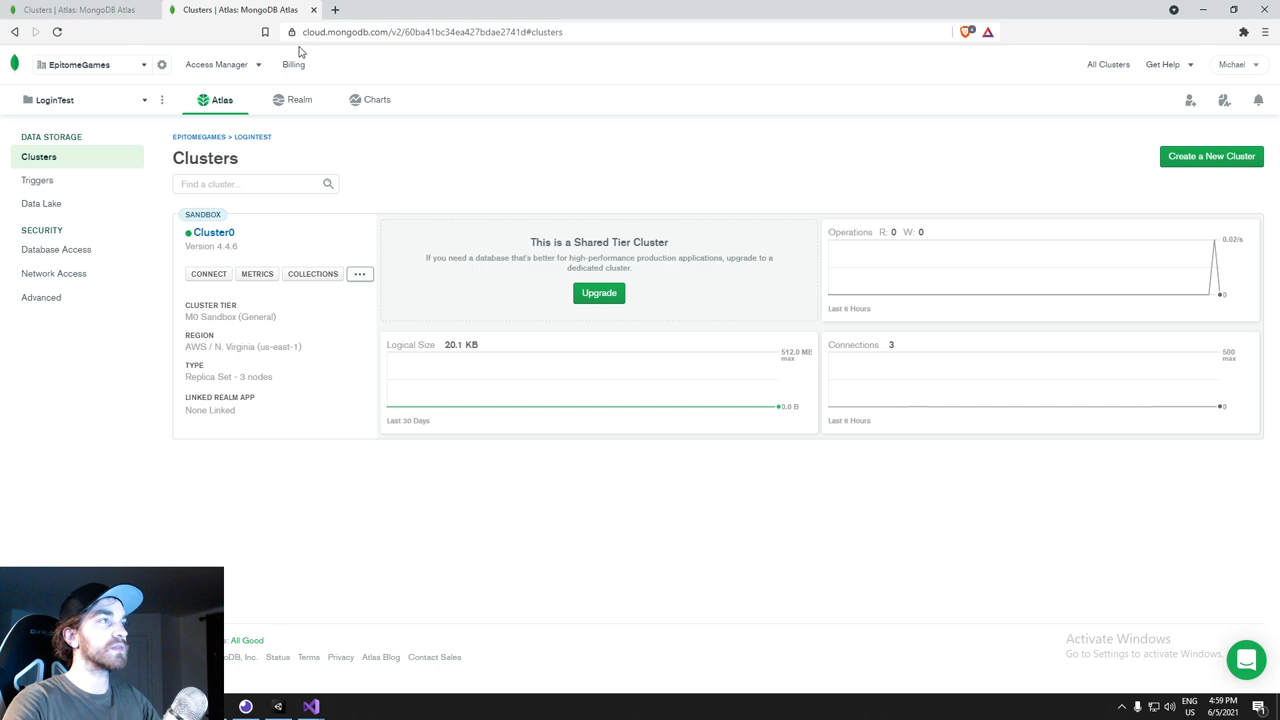 Clusters | Atlas: MongoDB Atlas
Clusters | Atlas: MongoDB Atlas
cloud.mongodb.com/v2/60ba41bc34ea427bdae2741d#clusters
EpitomeGames
Access Manager
Billing
All Clusters
Get Help
Michael
LoginTest
Atlas
Realm
Charts
DATA STORAGE
Clusters
Triggers
Data Lake
SECURITY
Database Access
Network Access
Advanced
EPITOMEGAMES > LOGINTEST
Clusters
Create a New Cluster
Find a cluster...
SANDBOX
Cluster0
Version 4.4.6
CONNECT
METRICS
COLLECTIONS
CLUSTER TIER
M0 Sandbox (General)
REGION
AWS / N. Virginia (us-east-1)
TYPE
Replica Set - 3 nodes
LINKED REALM APP
None Linked
This is a Shared Tier Cluster
If you need a database that's better for high-performance production applications, upgrade to a
dedicated cluster.
Upgrade
Operations R: 0 W: 0
0.02/s
0
Last 6 Hours
Logical Size 20.1 KB
512.0 MB
max
0.0 B
Last 30 Days
Connections 3
500
max
0
Last 6 Hours
All Good
Inc.
Status
Terms
Privacy
Atlas Blog
Contact Sales
Activate Windows
Go to Settings to activate Windows.
ENG
US
4:59 PM
6/5/2021